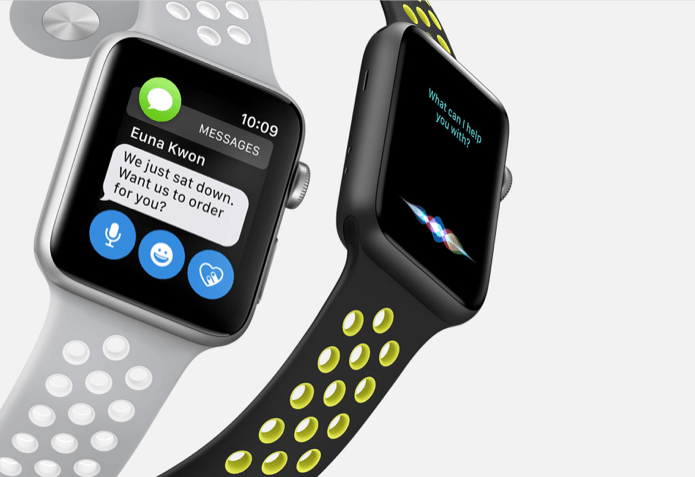 10:09
MESSAGES
Euna Kwon
We just sat down.
Want us to order
for you?
What can I help
you with?